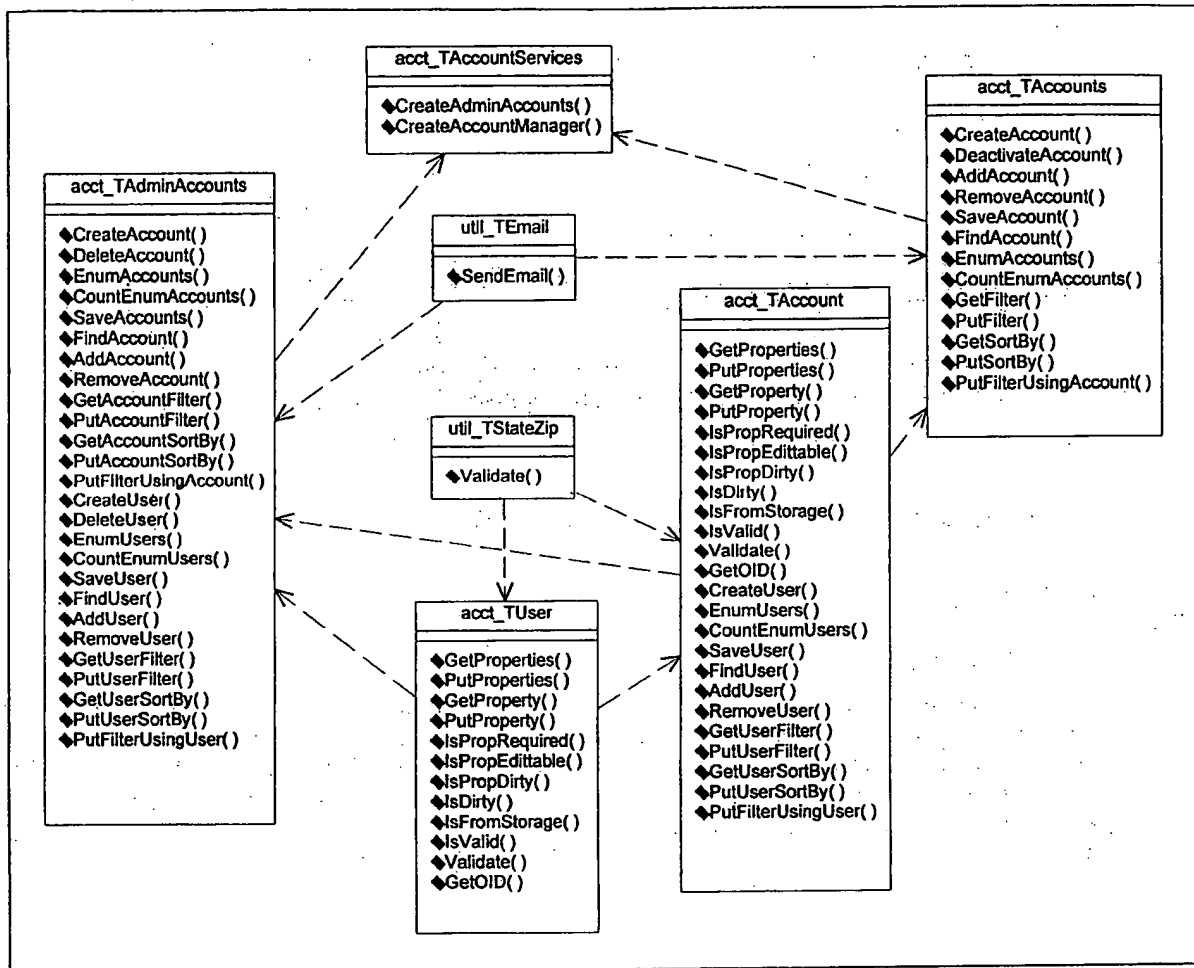 acct_TAccountServices
CreateAdminAccounts( )
CreateAccountManager( )
acct_TAccounts
CreateAccount( )
DeactivateAccount( )
AddAccount( )
RemoveAccount( )
SaveAccount( )
FindAccount( )
EnumAccounts( )
CountEnumAccounts( )
GetFilter( )
PutFilter( )
GetSortBy( )
PutSortBy( )
PutFilterUsingAccount( )
acct_TAdminAccounts
CreateAccount( )
DeleteAccount( )
EnumAccounts( )
CountEnumAccounts( )
SaveAccounts( )
FindAccount( )
AddAccount( )
RemoveAccount( )
GetAccountFilter( )
PutAccountFilter( )
GetAccountSortBy( )
PutAccountSortBy( )
PutFilterUsingAccount( )
CreateUser( )
DeleteUser( )
EnumUsers( )
CountEnumUsers( )
SaveUser( )
FindUser( )
AddUser( )
RemoveUser( )
GetUserFilter( )
PutUserFilter( )
GetUserSortBy( )
PutUserSortBy( )
PutFilterUsingUser( )
util_TEmail
SendEmail( )
acct_TAccount
GetProperties( )
PutProperties( )
GetProperty( )
PutProperty( )
IsPropRequired( )
IsPropEdittable( )
IsPropDirty( )
IsDirty( )
IsFromStorage( )
IsValid( )
Validate( )
GetOID( )
CreateUser( )
EnumUsers( )
CountEnumUsers( )
SaveUser( )
FindUser( )
AddUser( )
RemoveUser( )
GetUserFilter( )
PutUserFilter( )
GetUserSortBy( )
PutUserSortBy( )
PutFilterUsingUser( )
util_TStateZip
Validate( )
acct_TUser
GetProperties( )
PutProperties( )
GetProperty( )
PutProperty( )
IsPropRequired( )
IsPropEdittable( )
IsPropDirty( )
IsDirty( )
IsFromStorage( )
IsValid( )
Validate( )
GetOID( )